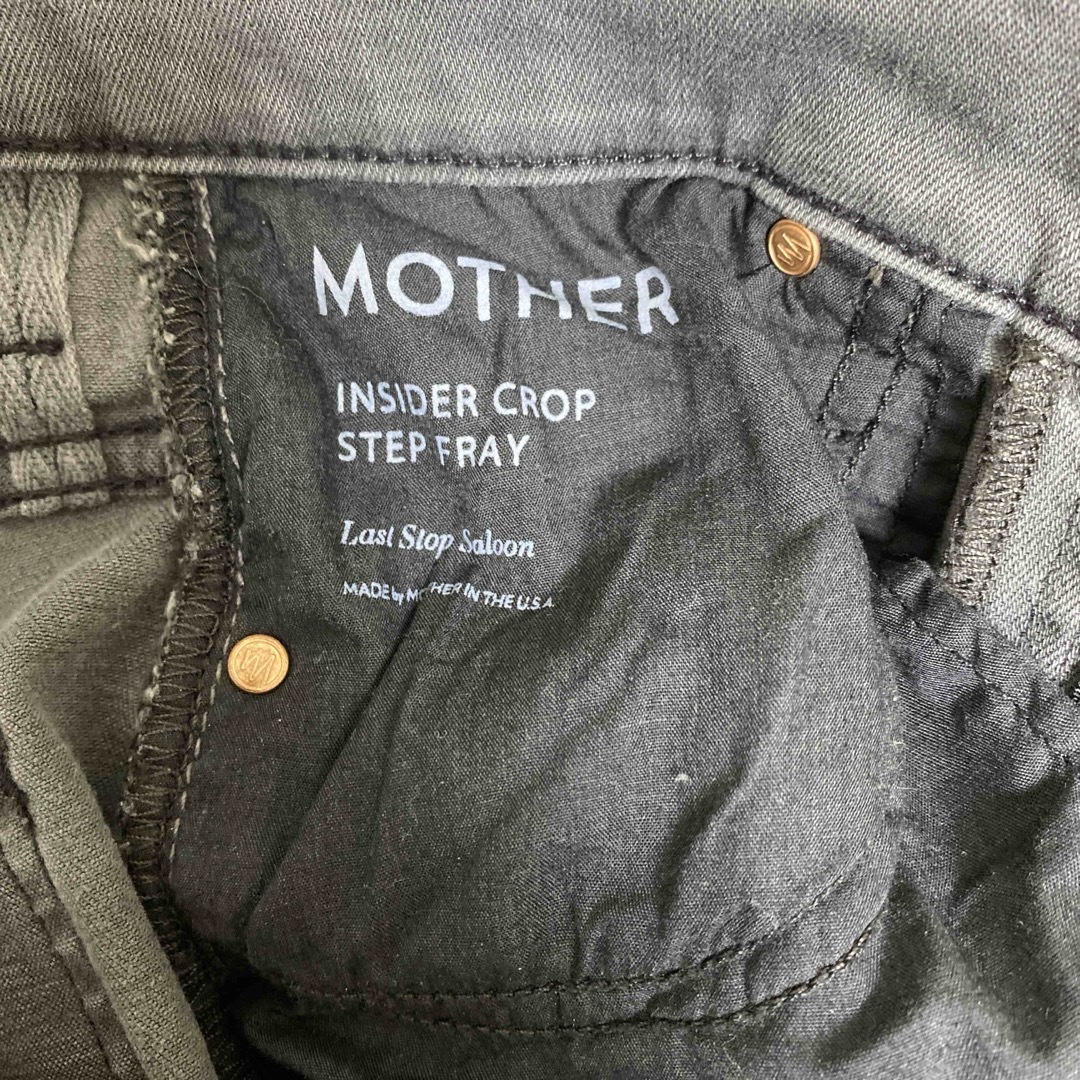 MOTHER
INSIDER CROP
STEP FRAY
Last Stop Saloon
MADE by MOTHER IN THE U.S.A